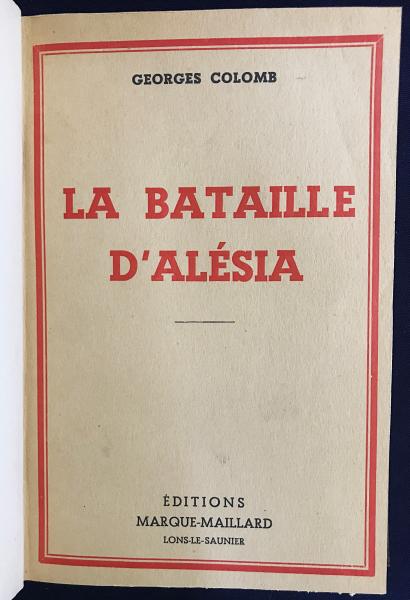 GEORGES COLOMB
LA BATAILLE
D'ALÉSIA
ÉDITIONS
MARQUE-MAILLARD
LONS-LE-SAUNIER